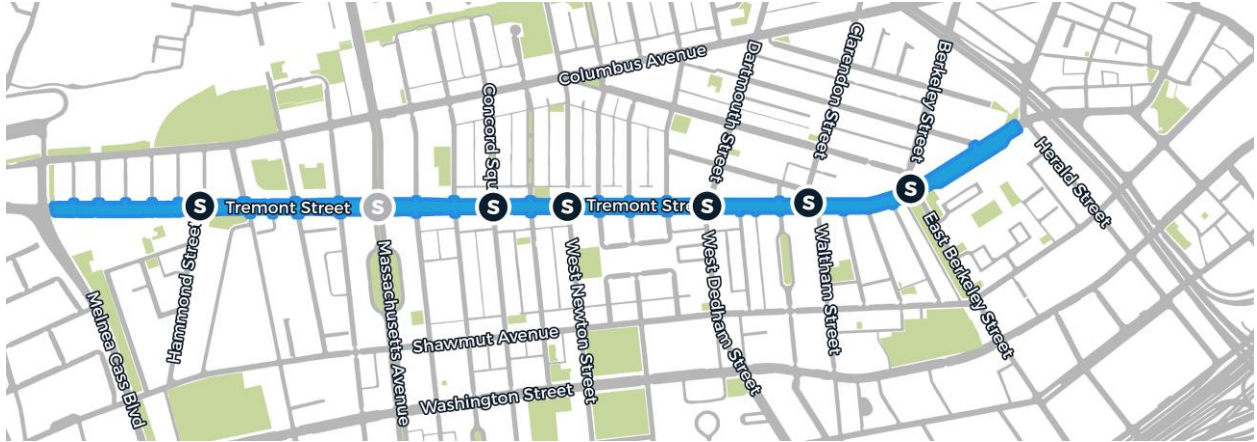 Columbus Avenue
Dartmouth Street
Clarendon Street
Berkeley Street
Concord Squ
Herald Street
S
S
S
S
S
S
S
Tremont Street
Tremont Stre
Hammond Street
Melnea Cass Blvd
Massachusetts Avenue
West Newton Street
West Dedham Street
Waltham Street
East Berkeley Street
Shawmut Avenue
Washington Street